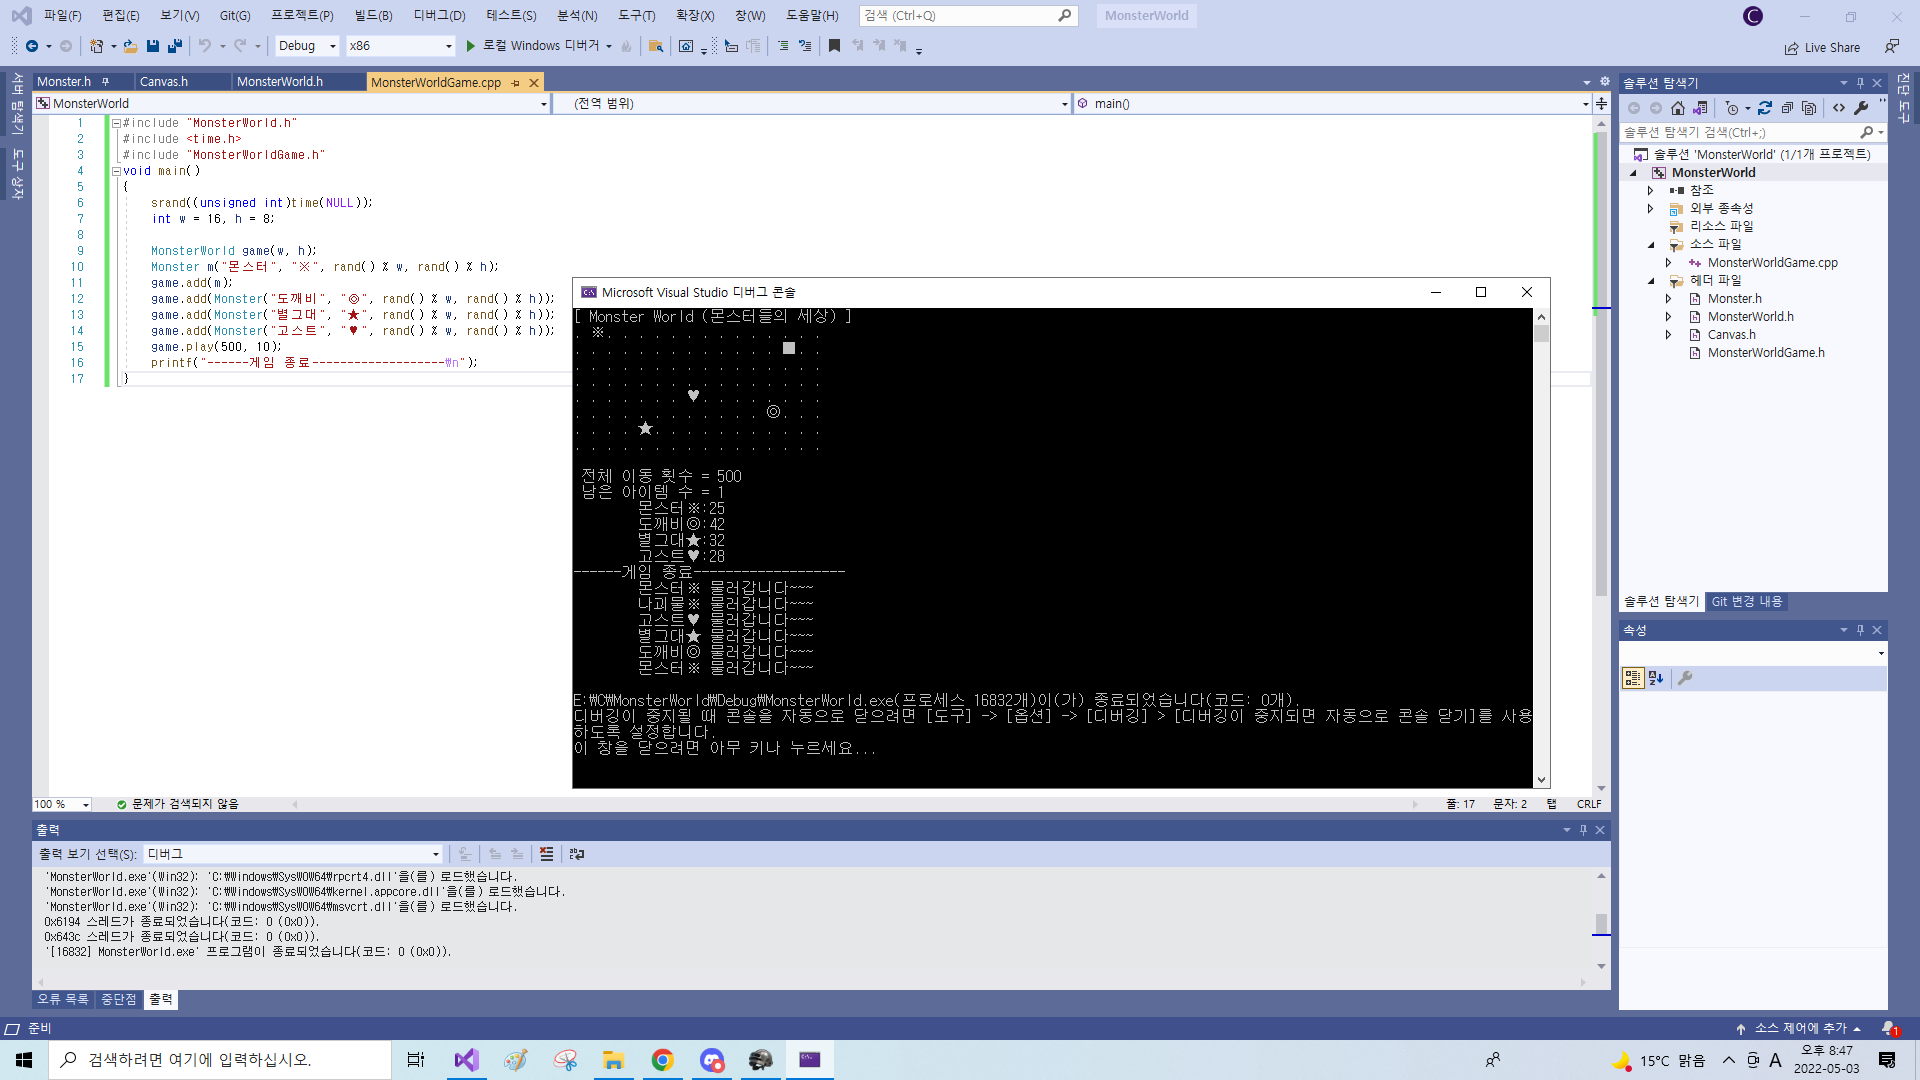 파일(F) 편집(E) 보기(V) Git(G) 프로젝트(P) 빌드(B) 디버그(D) 테스트(S) 분석(N) 도구(T) 확장(X) 창(W) 도움말(H) 검색 (Ctrl+Q) MonsterWorld C
Debug x86 로컬 Windows 디버거 Live Share
서버 탐색기
도구 상자
Monster.h Canvas.h MonsterWorld.h MonsterWorldGame.cpp
MonsterWorld (전역 범위) main()
1 #include "MonsterWorld.h"
2 #include <time.h>
3 #include "MonsterWorldGame.h"
4 void main()
5 {
6 srand((unsigned int)time(NULL));
7 int w = 16, h = 8;
8
9 MonsterWorld game(w, h);
10 Monster m("몬스터", "※", rand() % w, rand() % h);
11 game.add(m);
12 game.add(Monster("도깨비", "◎", rand() % w, rand() % h));
13 game.add(Monster("별그대", "★", rand() % w, rand() % h));
14 game.add(Monster("고스트", "♥", rand() % w, rand() % h));
15 game.play(500, 10);
16 printf("------게임 종료-------------------₩n");
17 }
Microsoft Visual Studio 디버그 콘솔
[ Monster World (몬스터들의 세상) ]
. ※. . . . . . . . . . . . . .
. . . . . . . . . . . . . ■ . .
. . . . . . . . . . . . . . . .
. . . . . . . . . . . . . . . .
. . . . . . . ♥ . . . . . . . .
. . . . . . . . . . . . ◎. . .
. . . . ★. . . . . . . . . . .
. . . . . . . . . . . . . . . .
전체 이동 횟수 = 500
남은 아이템 수 = 1
몬스터※:25
도깨비◎:42
별그대★:32
고스트♥:28
------게임 종료-------------------
몬스터※ 물러갑니다~~~
나괴물※ 물러갑니다~~~
고스트♥ 물러갑니다~~~
별그대★ 물러갑니다~~~
도깨비◎ 물러갑니다~~~
몬스터※ 물러갑니다~~~
E:₩C₩MonsterWorld₩Debug₩MonsterWorld.exe(프로세스 16832개)이(가) 종료되었습니다(코드: 0개).
디버깅이 중지될 때 콘솔을 자동으로 닫으려면 [도구] -> [옵션] -> [디버깅] > [디버깅이 중지되면 자동으로 콘솔 닫기]를 사용
하도록 설정합니다.
이 창을 닫으려면 아무 키나 누르세요...
100 % 문제가 검색되지 않음 줄: 17 문자: 2 탭 CRLF
출력
출력 보기 선택(S): 디버그
'MonsterWorld.exe'(Win32): 'C:₩Windows₩SysWOW64₩rpcrt4.dll'을(를) 로드했습니다.
'MonsterWorld.exe'(Win32): 'C:₩Windows₩SysWOW64₩kernel.appcore.dll'을(를) 로드했습니다.
'MonsterWorld.exe'(Win32): 'C:₩Windows₩SysWOW64₩msvcrt.dll'을(를) 로드했습니다.
0x6194 스레드가 종료되었습니다(코드: 0 (0x0)).
0x643c 스레드가 종료되었습니다(코드: 0 (0x0)).
'[16832] MonsterWorld.exe' 프로그램이 종료되었습니다(코드: 0 (0x0)).
오류 목록 중단점 출력
솔루션 탐색기
솔루션 탐색기 검색(Ctrl+;)
솔루션 'MonsterWorld' (1/1개 프로젝트)
MonsterWorld
참조
외부 종속성
리소스 파일
소스 파일
MonsterWorldGame.cpp
헤더 파일
Monster.h
MonsterWorld.h
Canvas.h
MonsterWorldGame.h
솔루션 탐색기 Git 변경 내용
속성
진단 도구
준비 소스 제어에 추가 1
검색하려면 여기에 입력하십시오. 15°C 맑음 A 오후 8:47
2022-05-03